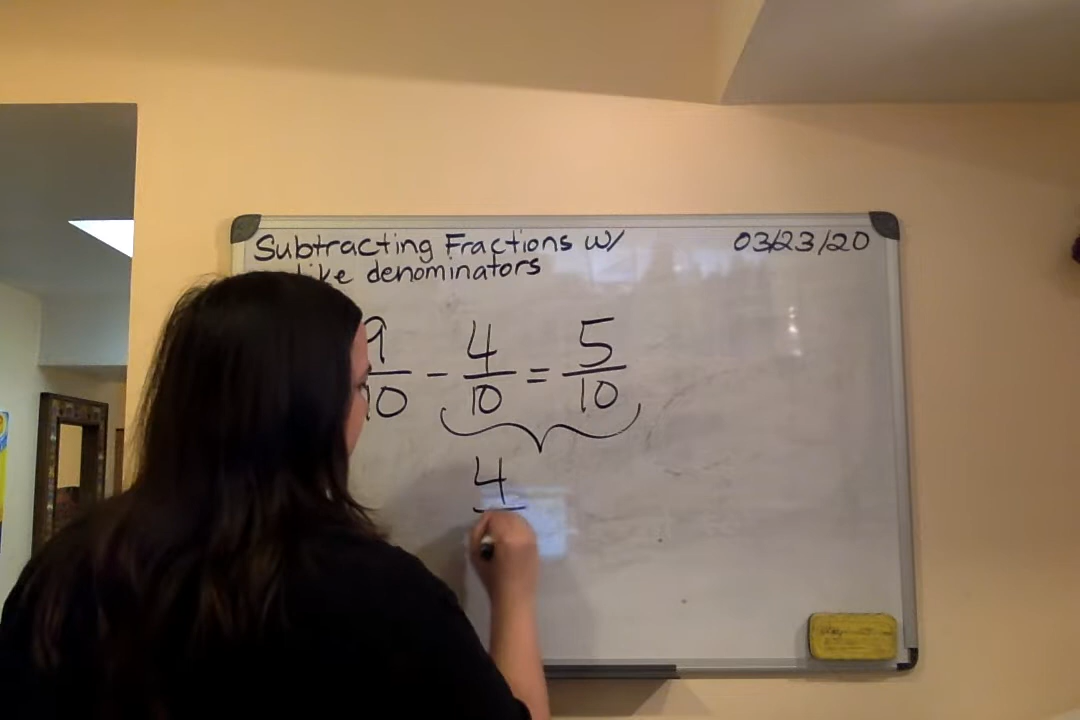 Subtracting Fractions w/ 03/23/20
like denominators
9/10 - 4/10 = 5/10
4